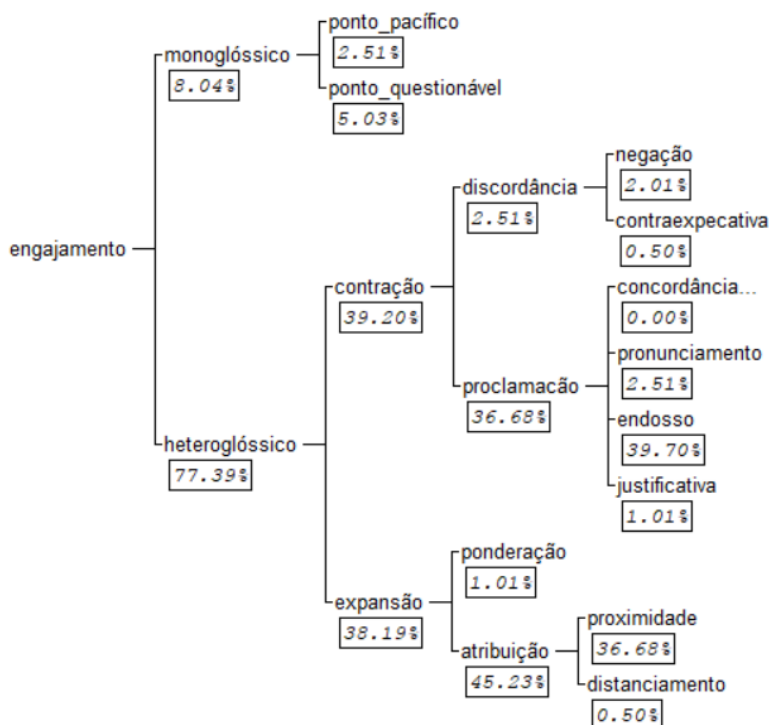 ponto_pacífico
monoglóssico
2.51%
8.04%
ponto_questionável
5.03%
negação
discordância
2.01%
2.51%
contraexpecativa
engajamento
0.50%
contração
concordância...
39.20%
0.00%
pronunciamento
proclamacão
2.51%
36.68%
endosso
heteroglóssico
39.70%
77.39%
justificativa
1.01%
ponderação
1.01%
expansão
proximidade
38.19%
atribuição
36.68%
45.23%
distanciamento
0.50%